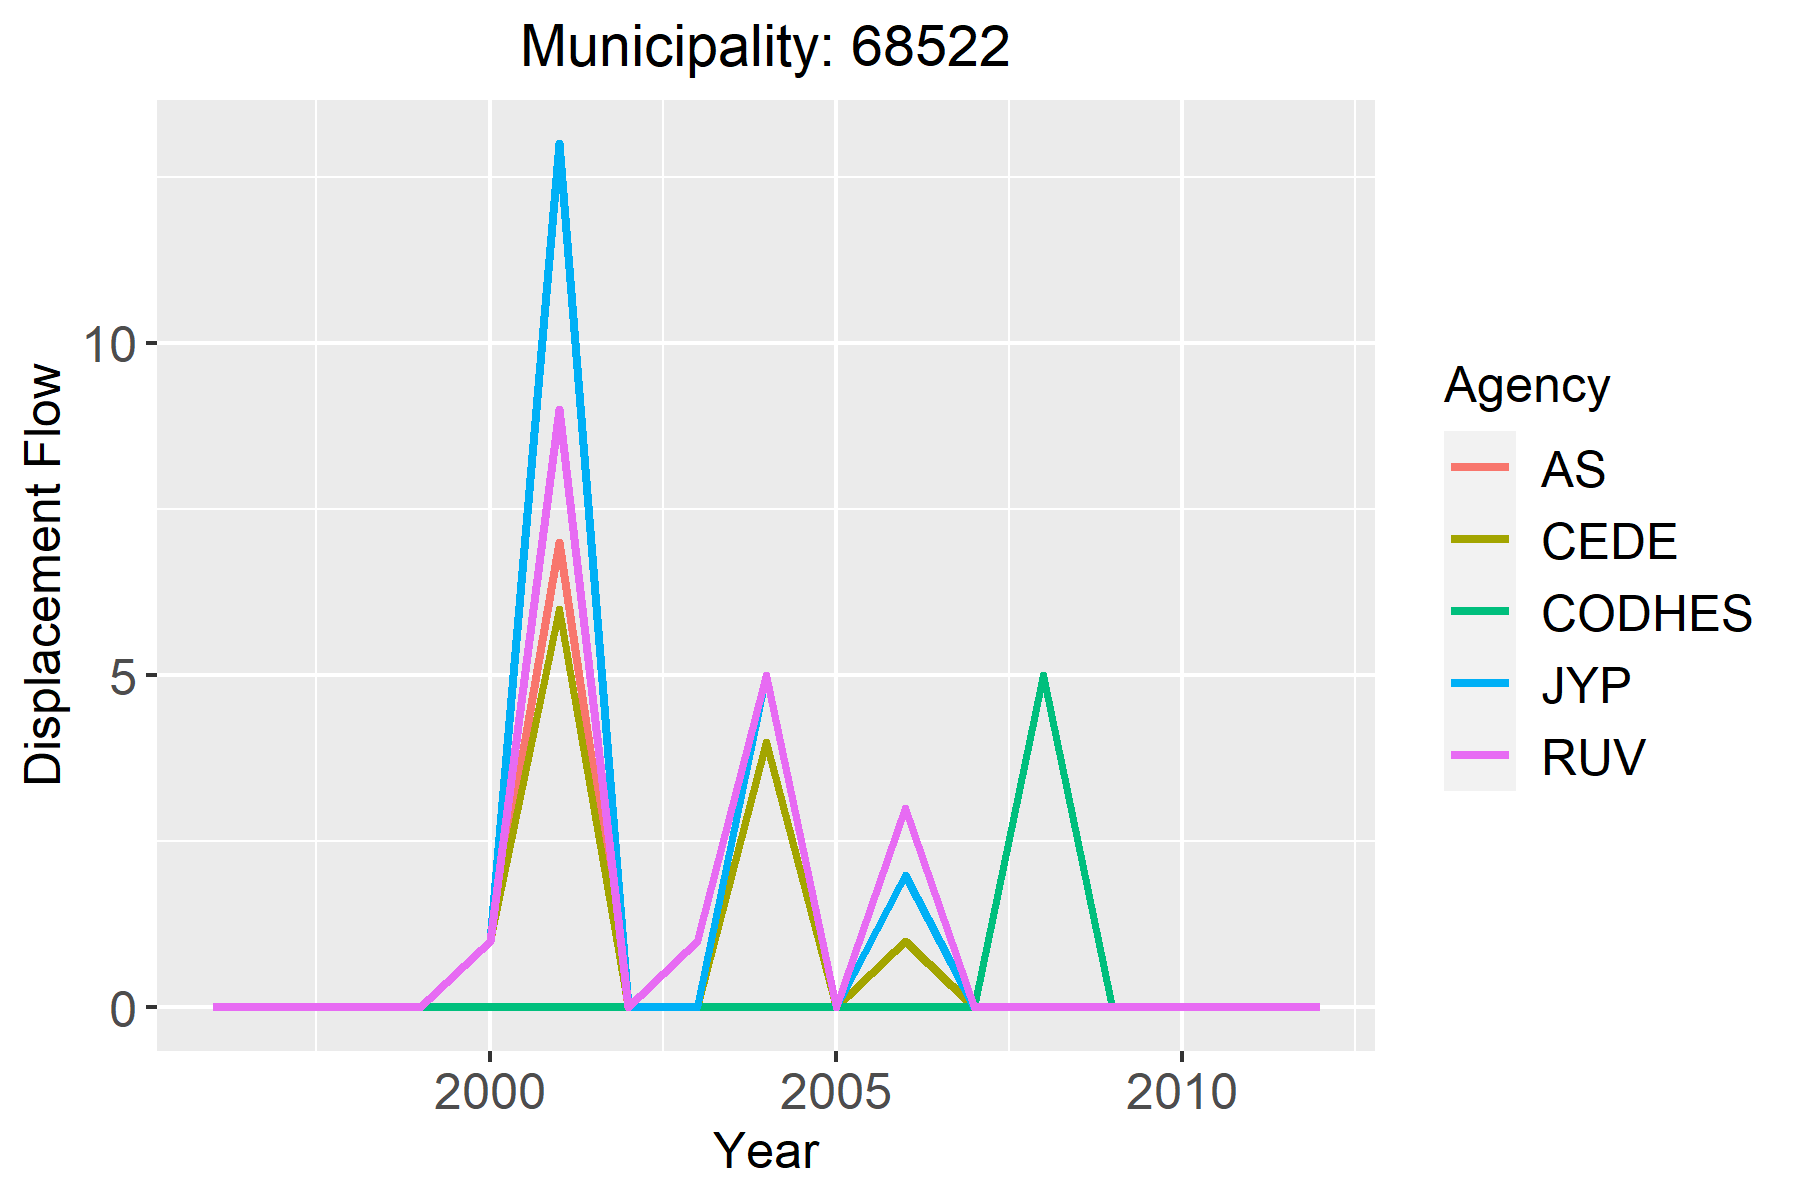 Municipality: 68522
Displacement Flow
10
5
0
2000 2005 2010
Year
Agency
AS
CEDE
CODHES
JYP
RUV